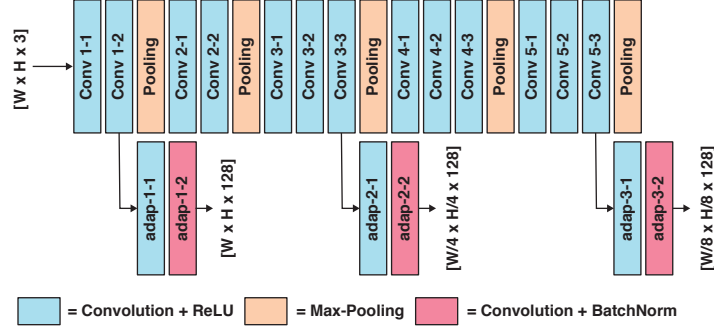 [W x H x 3]
Conv 1-1
Conv 1-2
Pooling
Conv 2-1
Conv 2-2
Pooling
Conv 3-1
Conv 3-2
Conv 3-3
Pooling
Conv 4-1
Conv 4-2
Conv 4-3
Pooling
Conv 5-1
Conv 5-2
Conv 5-3
Pooling
adap-1-1
adap-1-2
[W x H x 128]
adap-2-1
adap-2-2
[W/4 x H/4 x 128]
adap-3-1
adap-3-2
[W/8 x H/8 x 128]
= Convolution + ReLU
= Max-Pooling
= Convolution + BatchNorm